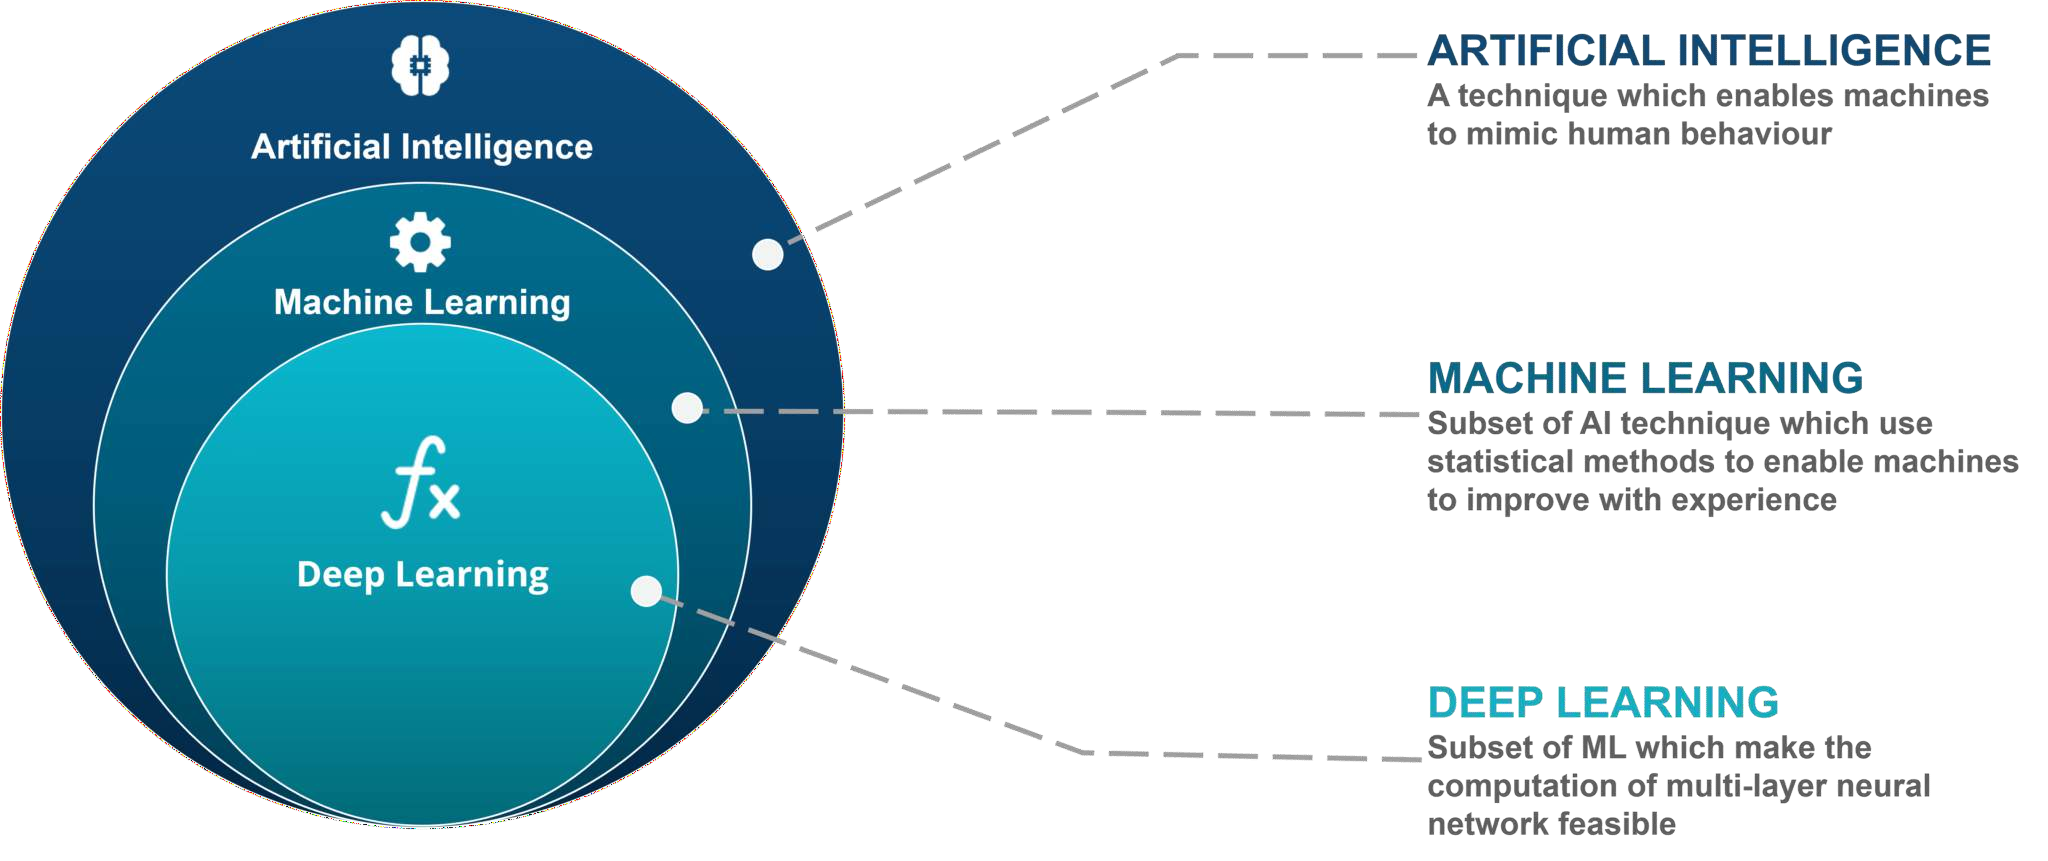 Artificial Intelligence
Machine Learning
fx
Deep Learning
ARTIFICIAL INTELLIGENCE
A technique which enables machines
to mimic human behaviour
MACHINE LEARNING
Subset of AI technique which use
statistical methods to enable machines
to improve with experience
DEEP LEARNING
Subset of ML which make the
computation of multi-layer neural
network feasible